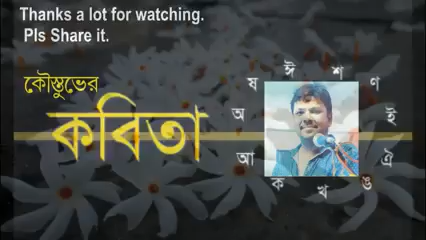 Thanks a lot for watching.
Pls Share it.
কৌস্তুভের
কবিতা
ষ ঈ শ ণ
অ ই
আ ঐ
ক খ ঙ